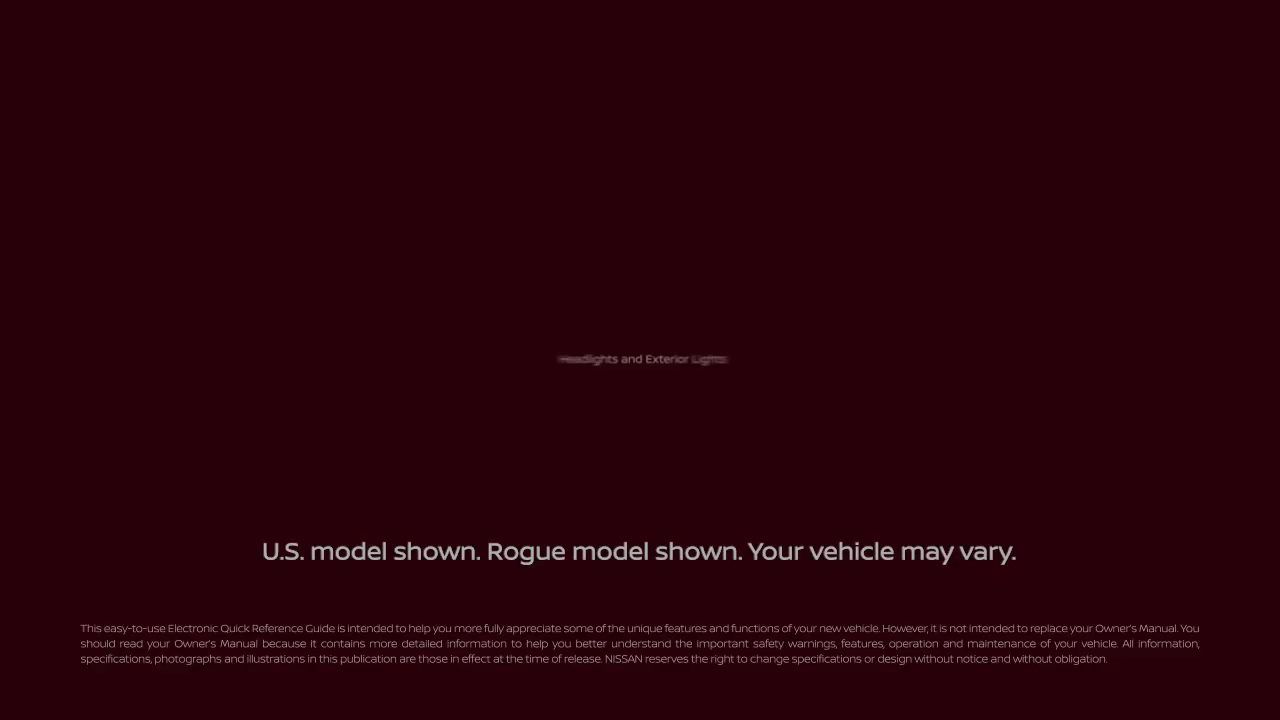 Headlights and Exterior Lights
U.S. model shown. Rogue model shown. Your vehicle may vary.
This easy-to-use Electronic Quick Reference Guide is intended to help you more fully appreciate some of the unique features and functions of your new vehicle. However, it is not intended to replace your Owner's Manual. You
should read your Owner's Manual because it contains more detailed information to help you better understand the important safety warnings, features, operation and maintenance of your vehicle. All information,
specifications, photographs and illustrations in this publication are those in effect at the time of release. NISSAN reserves the right to change specifications or design without notice and without obligation.